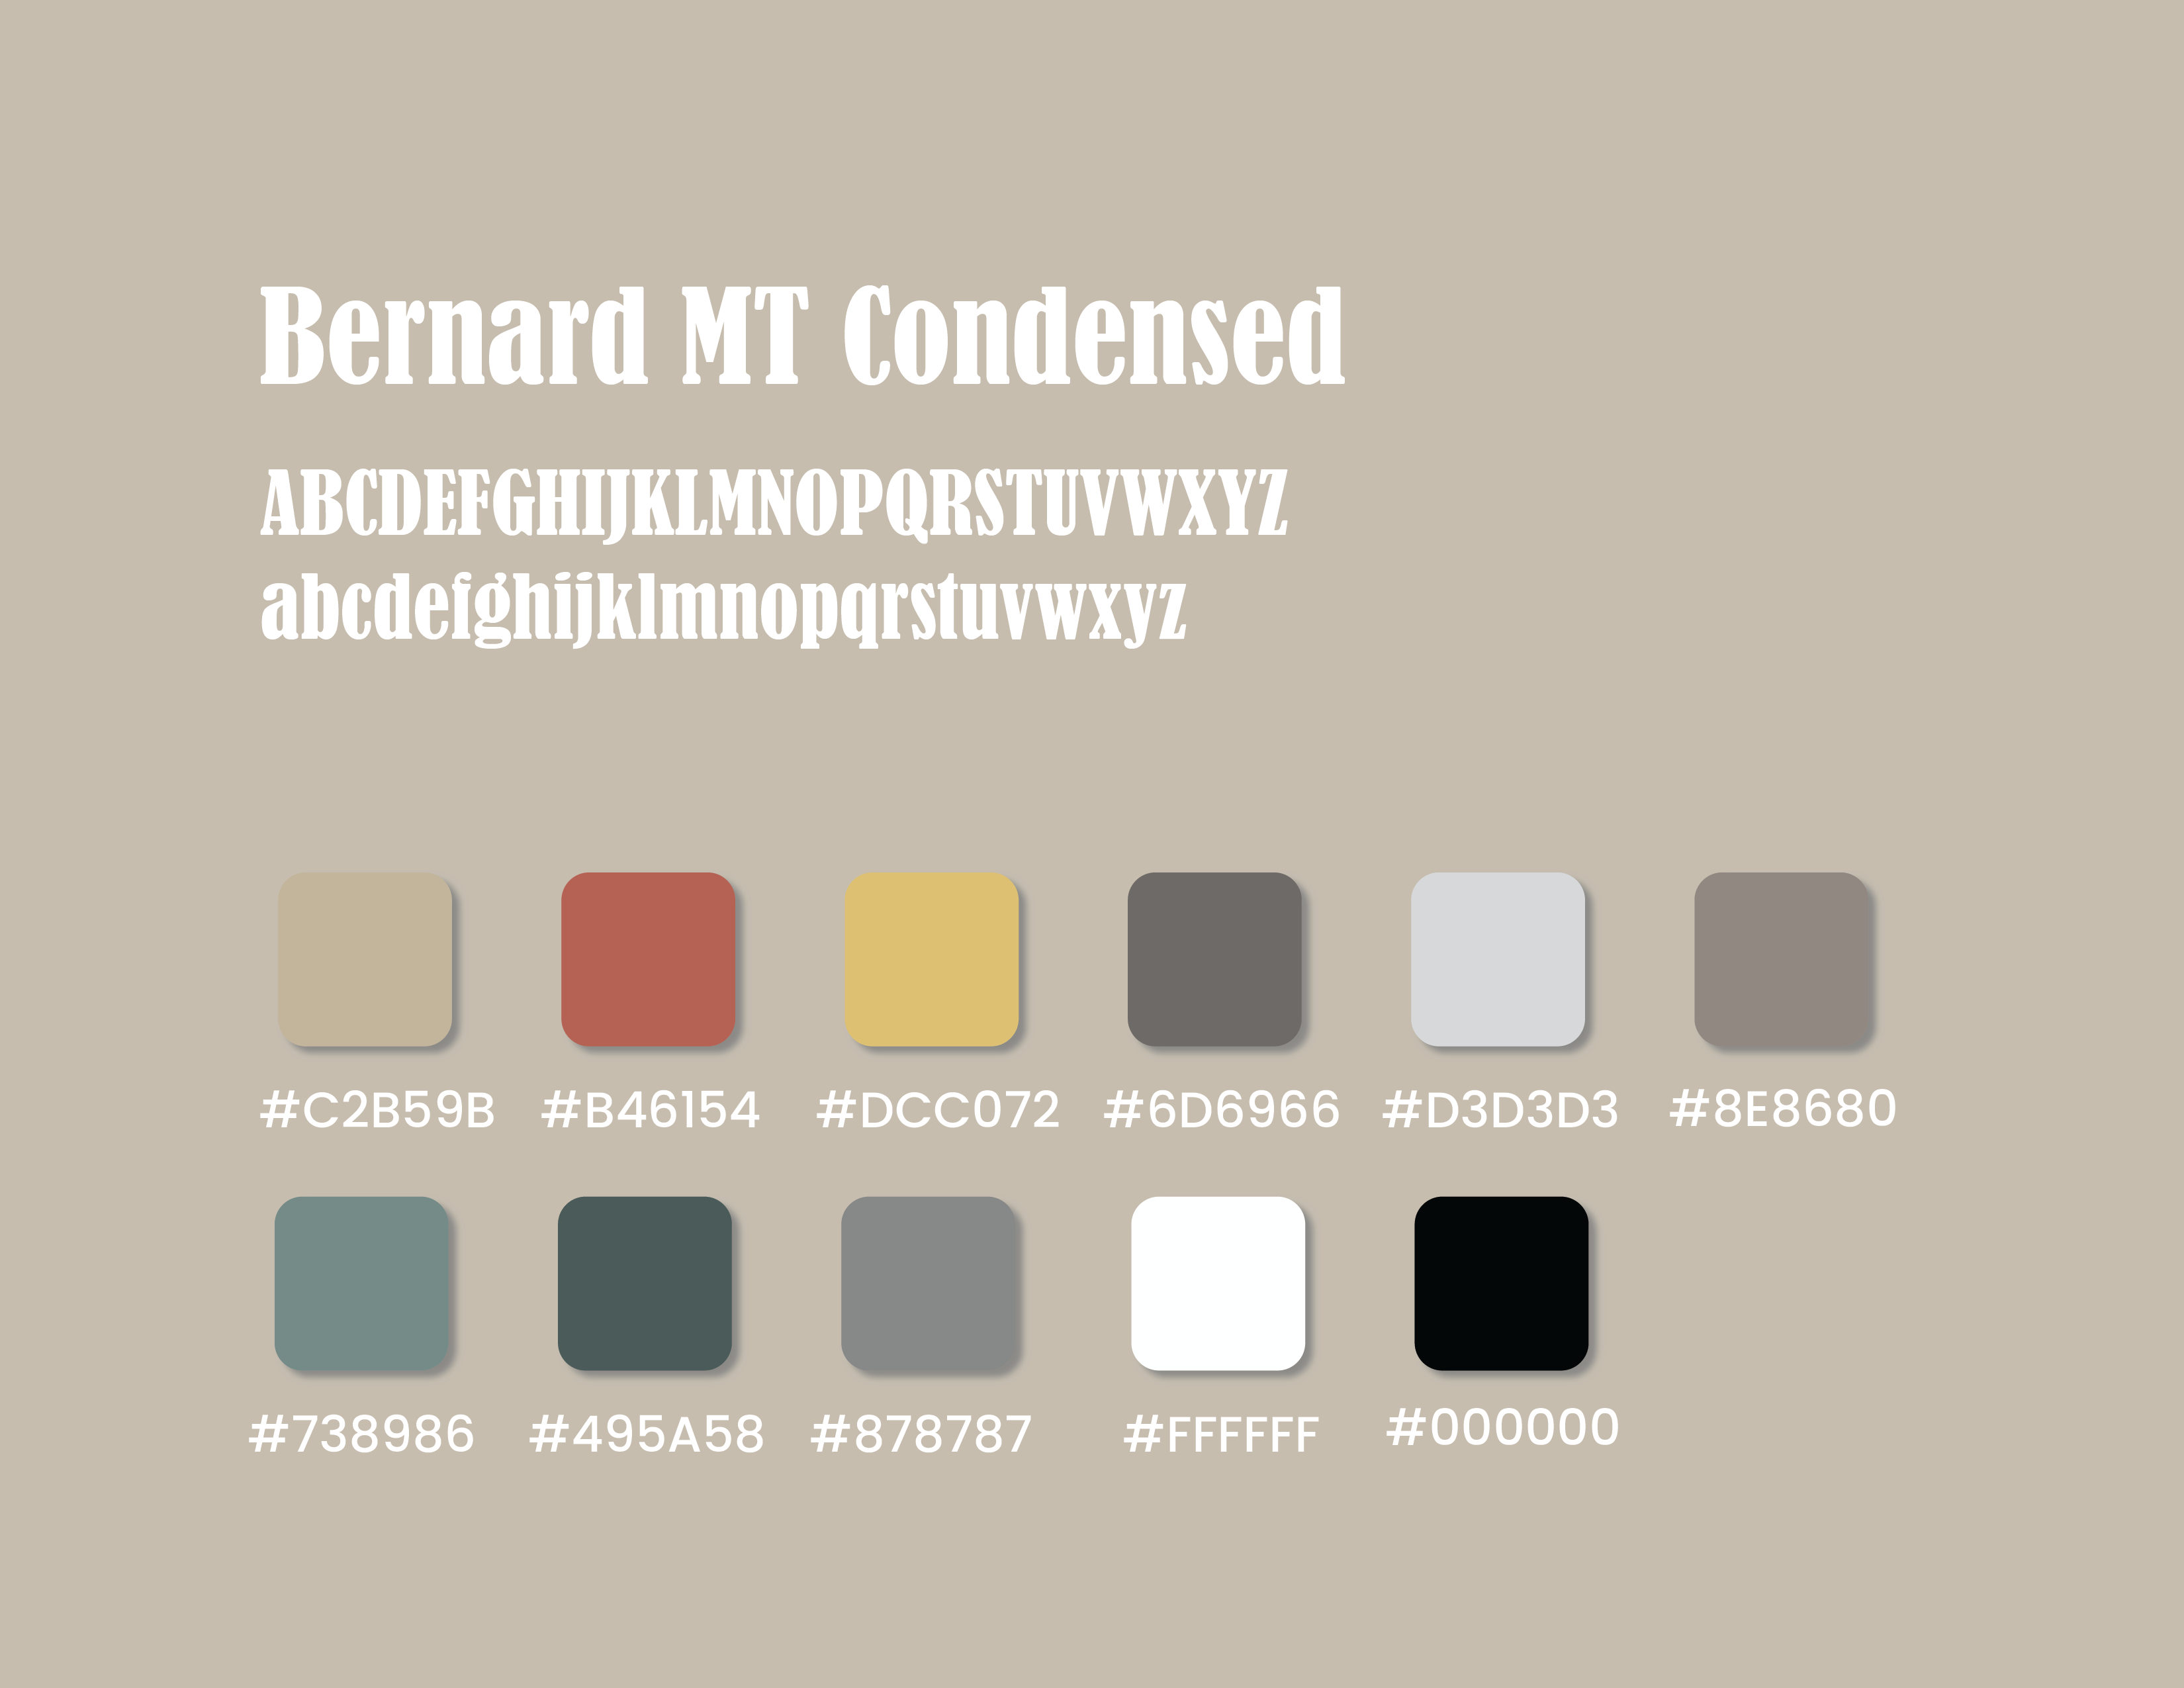 Bernard MT Condensed
ABCDEFGHIJKLMNOPQRSTUVWXYZ
abcdefghijklmnopqrstuvwxyz
#C2B59B #B46154 #DCC072 #6D6966 #D3D3D3 #8E8680
#738986 #495A58 #878787 #FFFFFF #000000